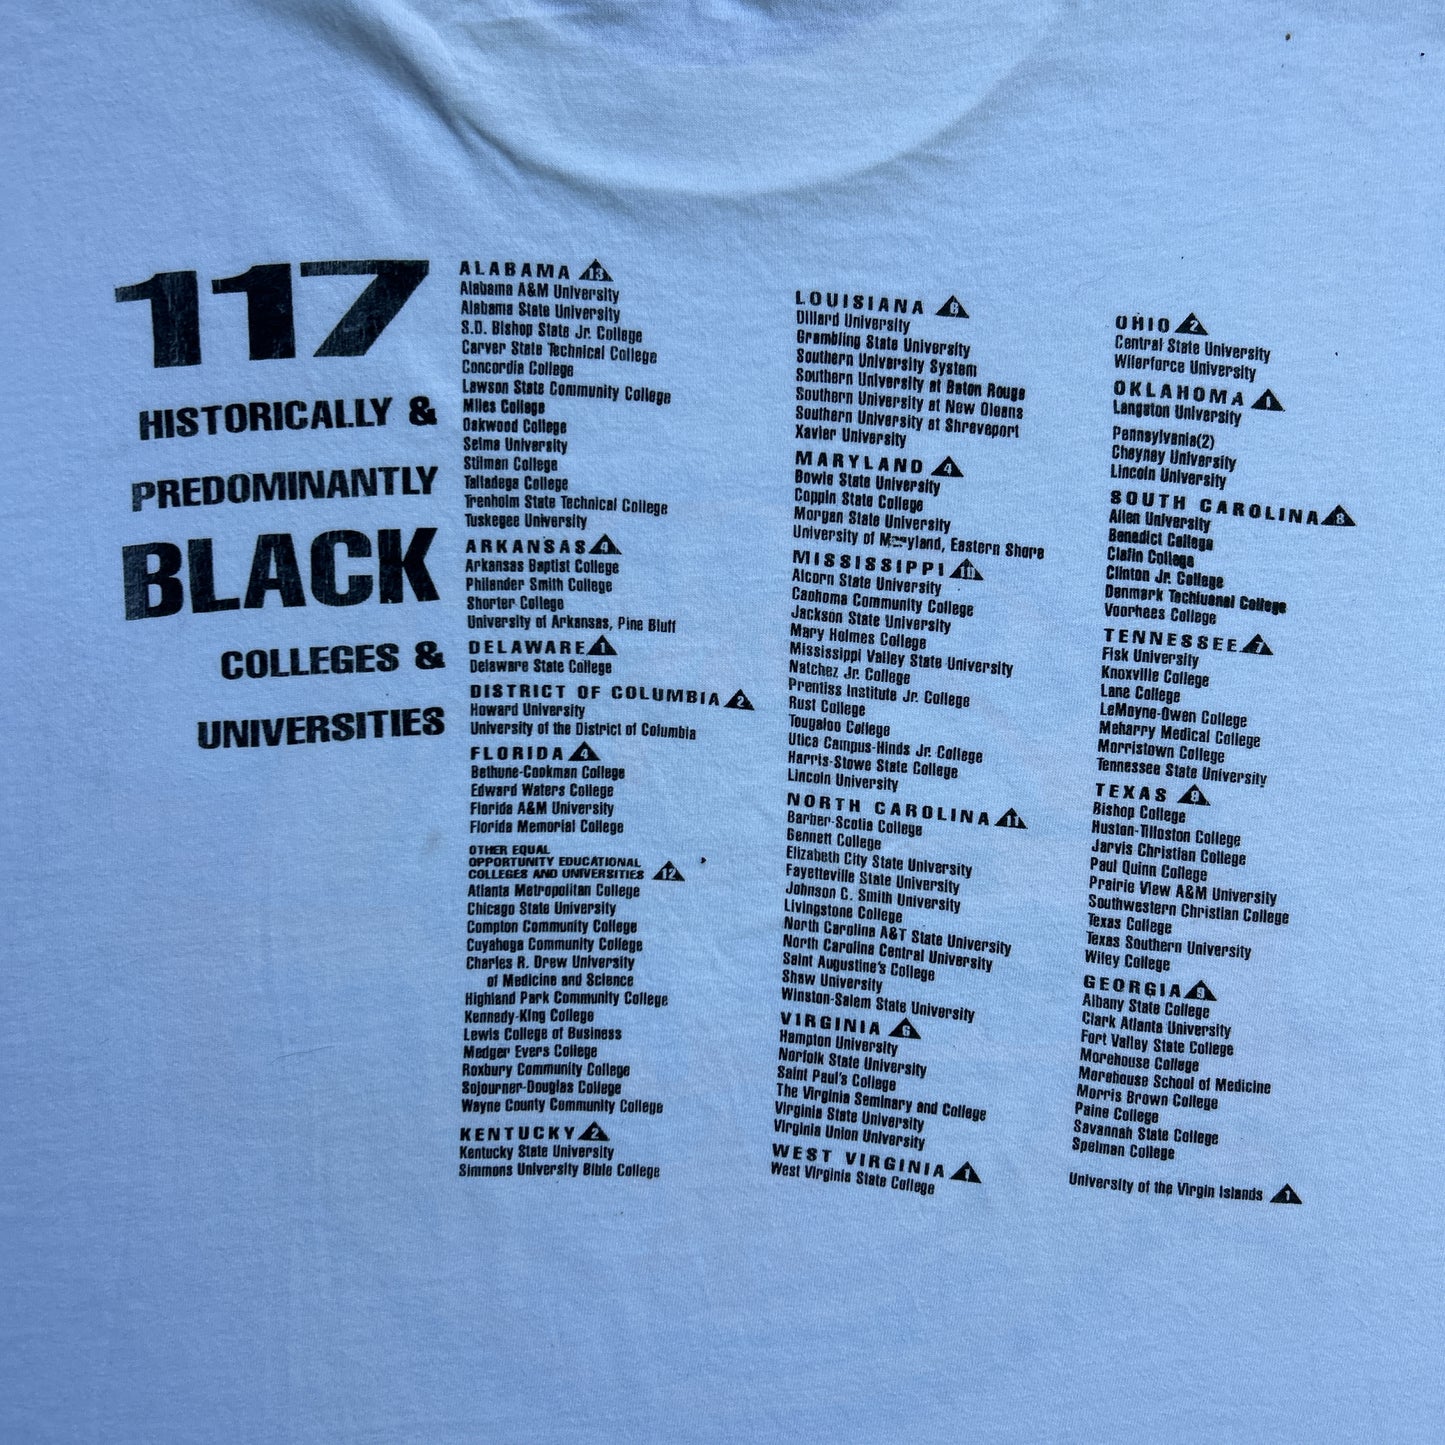 117
HISTORICALLY &
PREDOMINANTLY
BLACK
COLLEGES &
UNIVERSITIES
ALABAMA 13
Alabama A&M University
Alabama State University
S.D. Bishop State Jr. College
Carver State Technical College
Concordia College
Lawson State Community College
Miles College
Oakwood College
Selma University
Stilman College
Talladega College
Trenholm State Technical College
Tuskegee University
ARKANSAS 4
Arkansas Baptist College
Philander Smith College
Shorter College
University of Arkansas, Pine Bluff
DELAWARE 1
Delaware State College
DISTRICT OF COLUMBIA 2
Howard University
University of the District of Columbia
FLORIDA 4
Bethune-Cookman College
Edward Waters College
Florida A&M University
Florida Memorial College
OTHER EQUAL
OPPORTUNITY EDUCATIONAL
COLLEGES AND UNIVERSITIES 12
Atlanta Metropolitan College
Chicago State University
Compton Community College
Cuyahoga Community College
Charles R. Drew University
of Medicine and Science
Highland Park Community College
Kennedy-King College
Lewis College of Business
Medger Evers College
Roxbury Community College
Sojourner-Douglas College
Wayne County Community College
KENTUCKY 2
Kentucky State University
Simmons University Bible College
LOUISIANA 6
Dillard University
Grambling State University
Southern University System
Southern University at Baton Rouge
Southern University at New Oleans
Southern University at Shreveport
Xavier University
MARYLAND 4
Bowie State University
Coppin State College
Morgan State University
University of Maryland, Eastern Shore
MISSISSIPPI 10
Alcorn State University
Caohoma Community College
Jackson State University
Mary Holmes College
Mississippi Valley State University
Natchez Jr. College
Prentiss Institute Jr. College
Rust College
Tougaloo College
Utica Campus-Hinds Jr. College
Harris-Stowe State College
Lincoln University
NORTH CAROLINA 11
Barber-Scotia College
Bennett College
Elizabeth City State University
Fayetteville State University
Johnson C. Smith University
Livingstone College
North Carolina A&T State University
North Carolina Central University
Saint Augustine's College
Shaw University
Winston-Salem State University
VIRGINIA 6
Hampton University
Norfolk State University
Saint Paul's College
The Virginia Seminary and College
Virginia State University
Virginia Union University
WEST VIRGINIA 1
West Virginia State College
OHIO 2
Central State University
Wilerforce University
OKLAHOMA 1
Langston University
Pennsylvania(2)
Cheyney University
Lincoln University
SOUTH CAROLINA 8
Allen University
Benedict College
Claflin College
Clinton Jr. College
Denmark Techiuanal College
Voorhees College
TENNESSEE 7
Fisk University
Knoxville College
Lane College
LeMoyne-Owen College
Meharry Medical College
Morristown College
Tennessee State University
TEXAS 9
Bishop College
Huston-Tilloston College
Jarvis Christian College
Paul Quinn College
Prairie View A&M University
Southwestern Christian College
Texas College
Texas Southern University
Wiley College
GEORGIA 9
Albany State College
Clark Atlanta University
Fort Valley State College
Morehouse College
Morehouse School of Medicine
Morris Brown College
Paine College
Savannah State College
Spelman College
University of the Virgin Islands 1